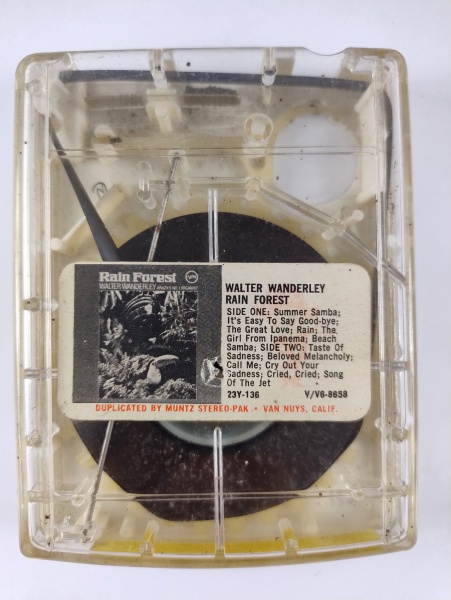 Rain Forest
WALTER WANDERLEY
WALTER WANDERLEY
RAIN FOREST
SIDE ONE: Summer Samba;
It's Easy To Say Good-bye;
The Great Love; Rain; The
Girl From Ipanema; Beach
Samba; SIDE TWO: Taste Of
Sadness; Beloved Melancholy;
Call Me; Cry Out Your
Sadness; Cried, Cried; Song
Of The Jet
23Y-136 V/V6-8658
DUPLICATED BY MUNTZ STEREO-PAK • VAN NUYS, CALIF.